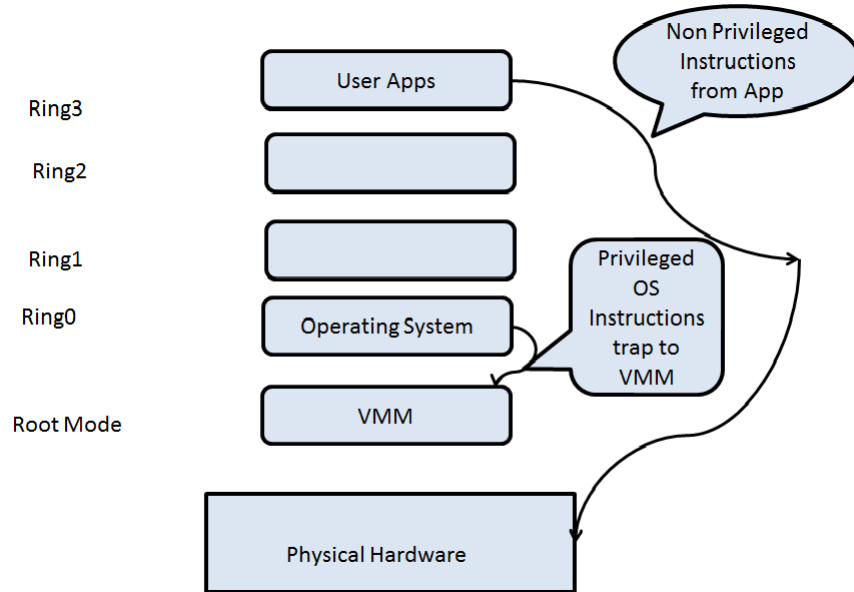 Non Privileged
Instructions
from App
User Apps
Ring3
Ring2
Ring1
Privileged
OS
Instructions
trap to
VMM
Ring0
Operating System
Root Mode
VMM
Physical Hardware